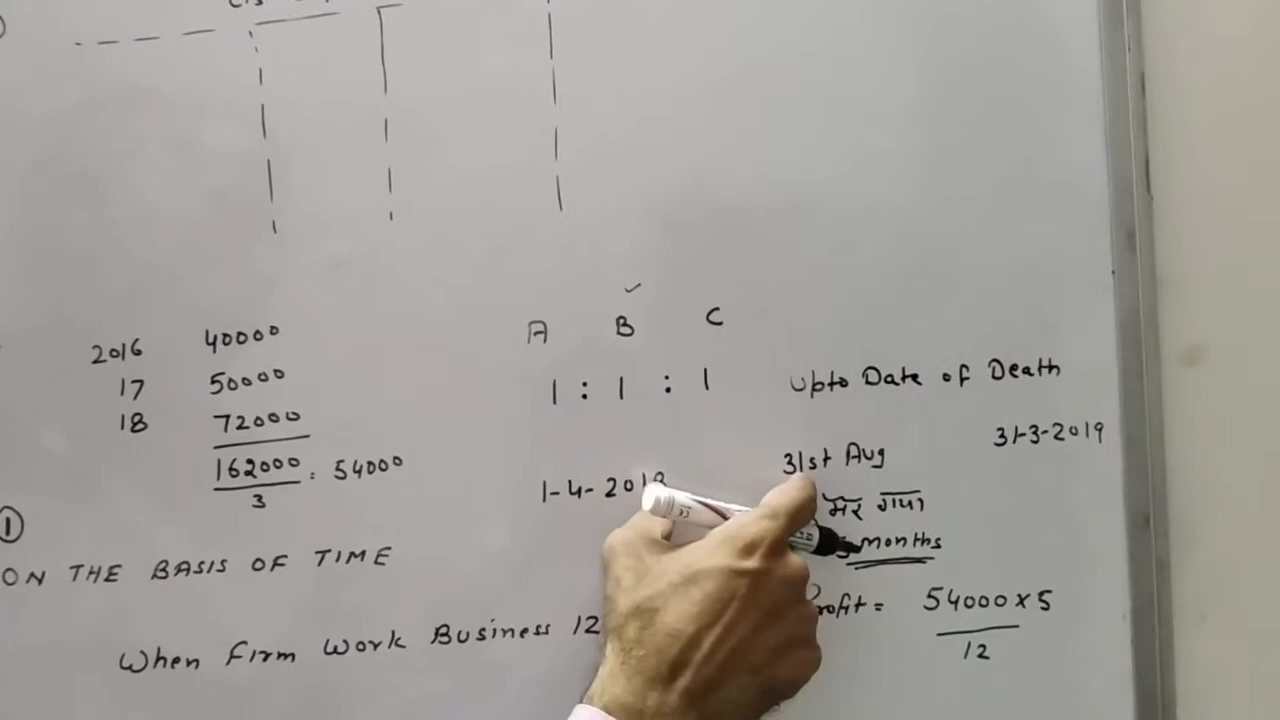 2016 40000
17 50000
18 72000
162000 = 54000
3
A B C
1 : 1 : 1
Upto Date of Death
31-3-2019
31st Aug
1-4-201
मर गया
months
rofit = 54000 x 5
12
1
ON THE BASIS OF TIME
When Firm Work Business 12